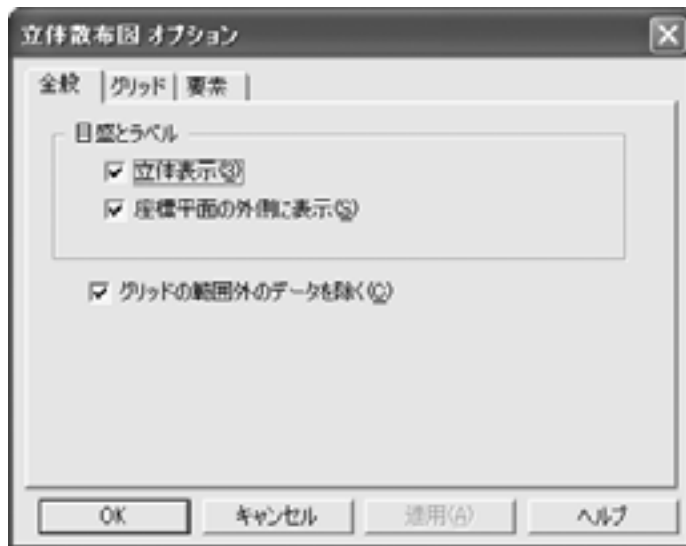 立体散布図 オプション
全般 グリッド 要素
目盛とラベル
立体表示(3)
座標平面の外側に表示(S)
グリッドの範囲外のデータを除く(C)
OK キャンセル 適用(A) ヘルプ